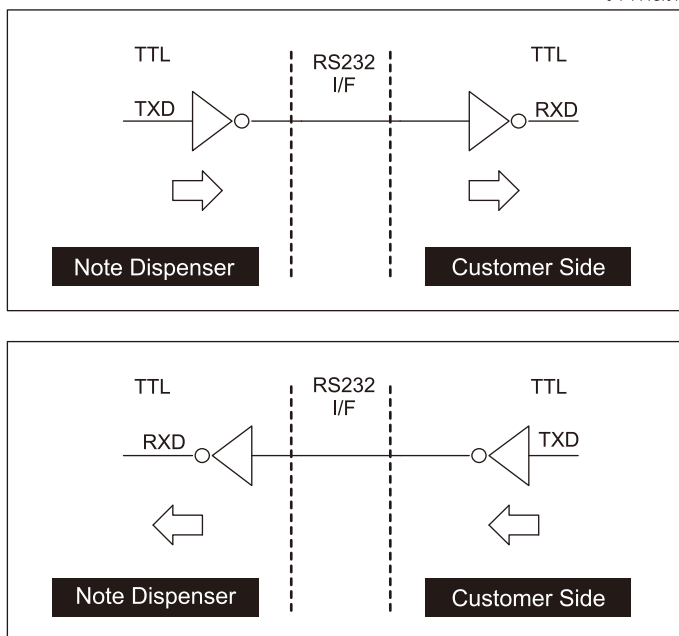 TTL RS232 TTL
I/F
TXD RXD
Note Dispenser Customer Side
TTL RS232 TTL
I/F
RXD TXD
Note Dispenser Customer Side